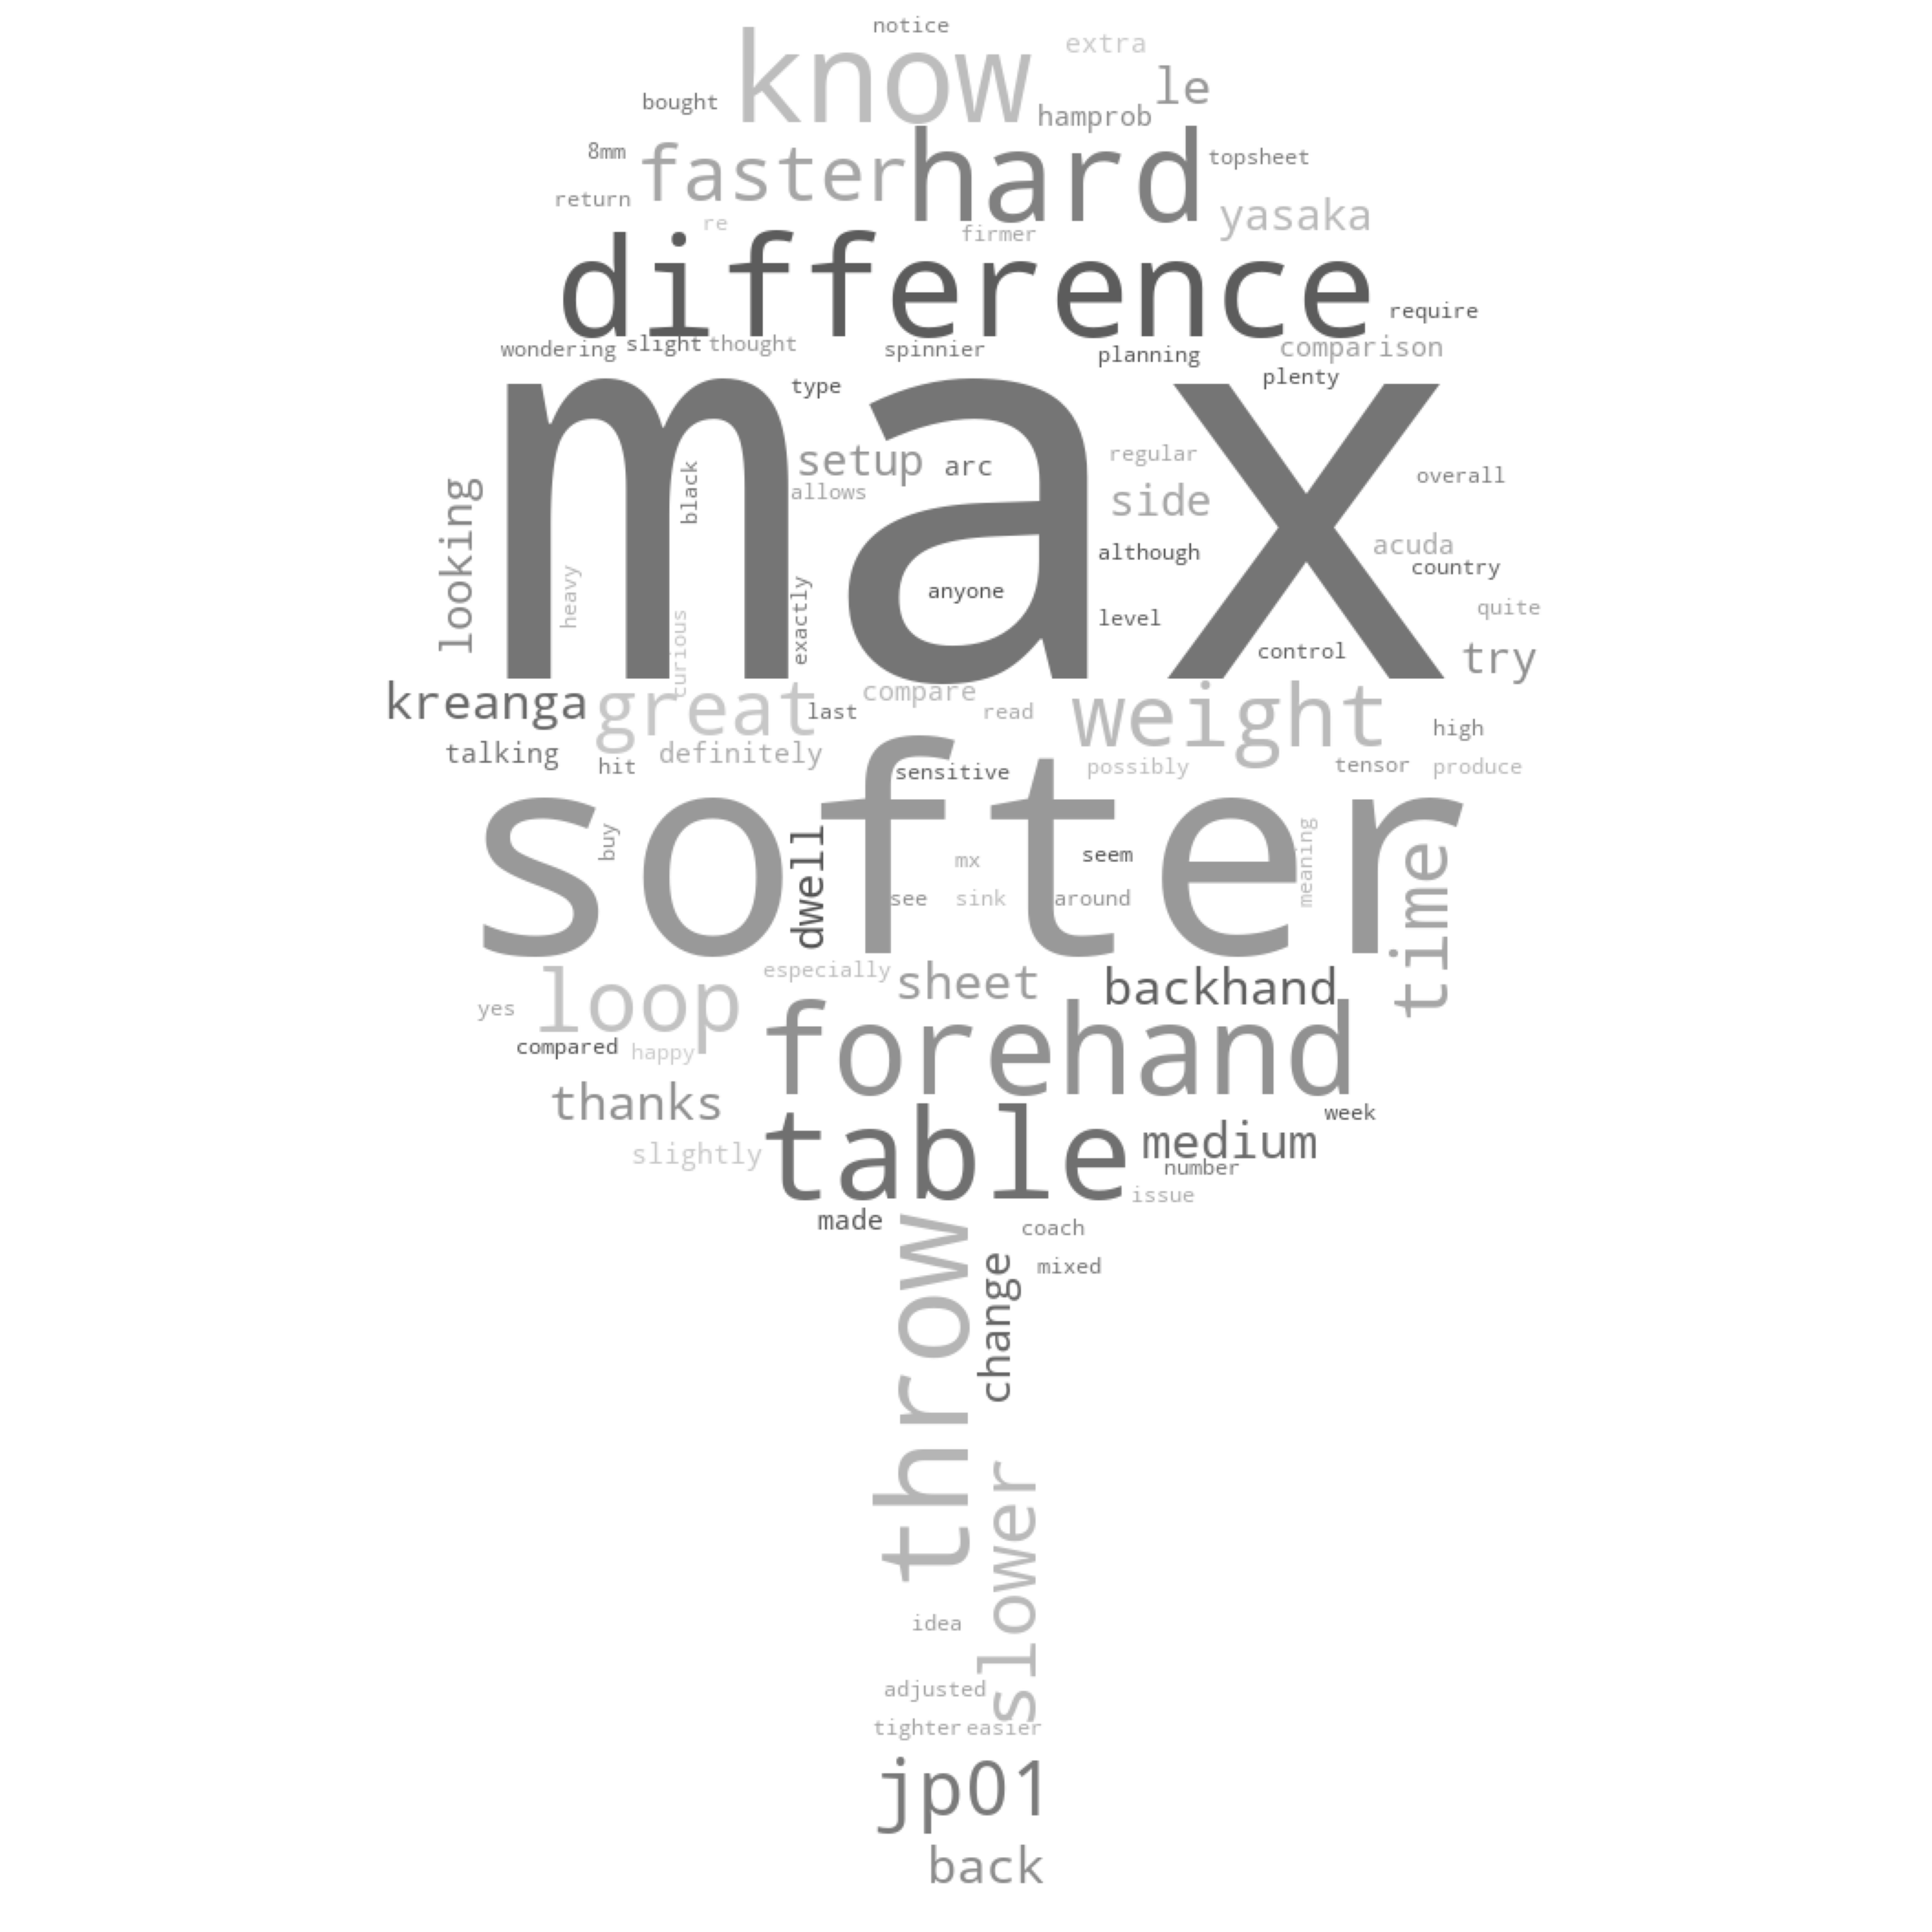 notice
extra
know
le
bought
hamprob
8mm
faster
hard
topsheet
return
yasaka
re
firmer
difference
require
wondering
slight
thought
spinnier
planning
comparison
plenty
type
max
setup
arc
regular
overall
looking
black
allows
side
although
acuda
country
heavy
anyone
exactly
level
quite
curious
control
try
kreanga
great
last
compare
read
weight
high
talking
hit
definitely
sensitive
possibly
tensor
produce
softer
buy
dwell
mx
seem
meaning
time
see
sink
around
especially
sheet
backhand
yes
loop
forehand
compared
happy
thanks
table
week
medium
slightly
number
issue
made
coach
throw
change
mixed
slower
idea
adjusted
tighter
easier
jp01
back